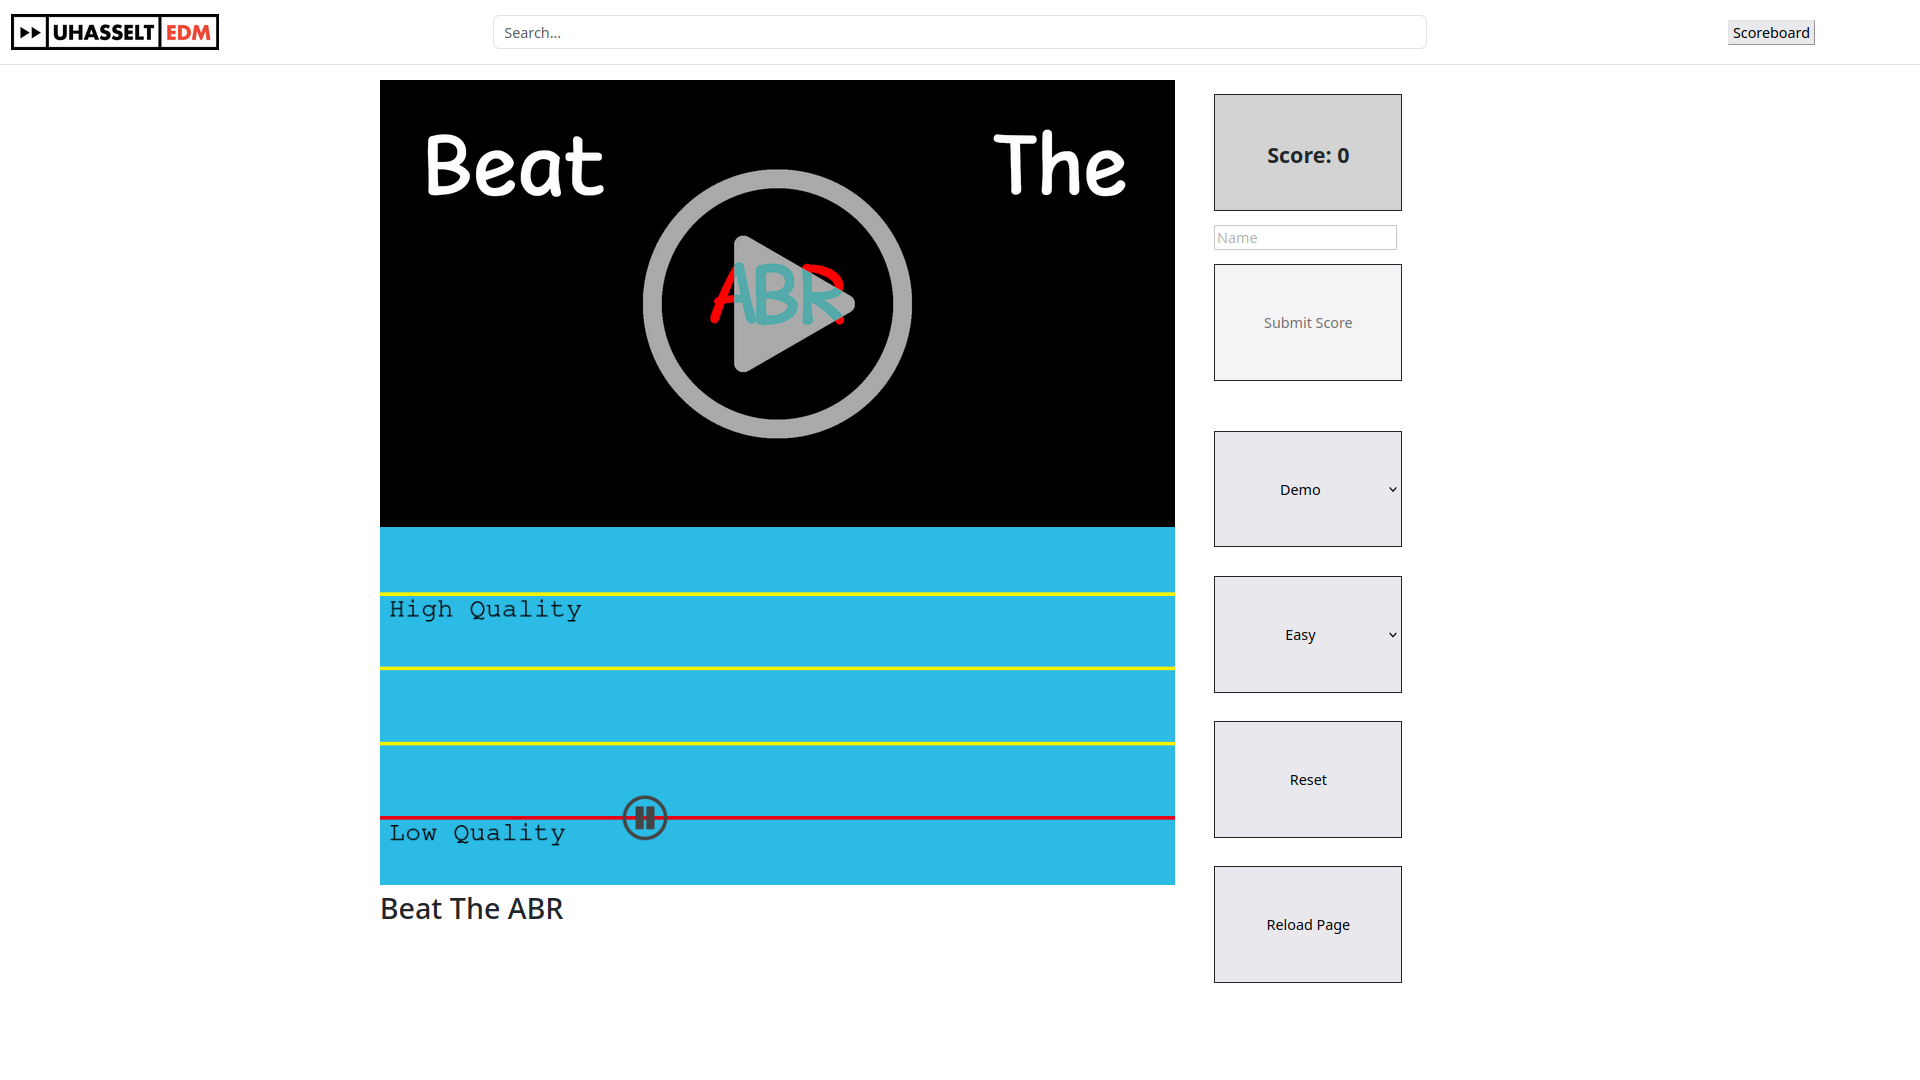 UHASSELT EDM
Search...
Scoreboard
Beat The
ABR
High Quality
Low Quality
Beat The ABR
Score: 0
Name
Submit Score
Demo
Easy
Reset
Reload Page